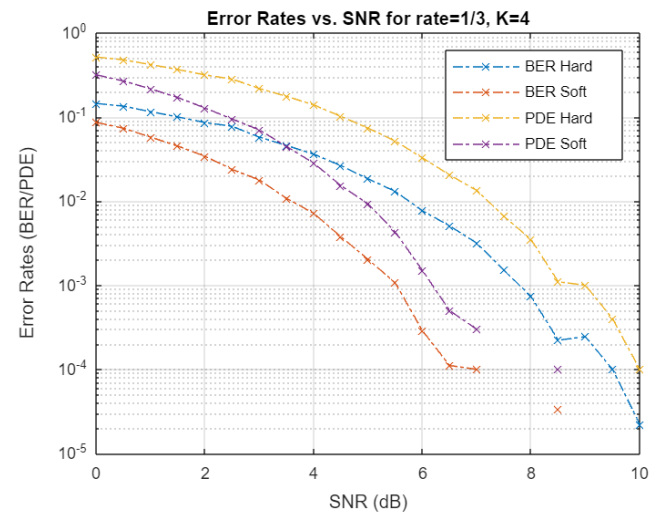 Error Rates vs. SNR for rate=1/3, K=4
Error Rates (BER/PDE)
10^0
10^-1
10^-2
10^-3
10^-4
10^-5
BER Hard
BER Soft
PDE Hard
PDE Soft
0 2 4 6 8 10
SNR (dB)